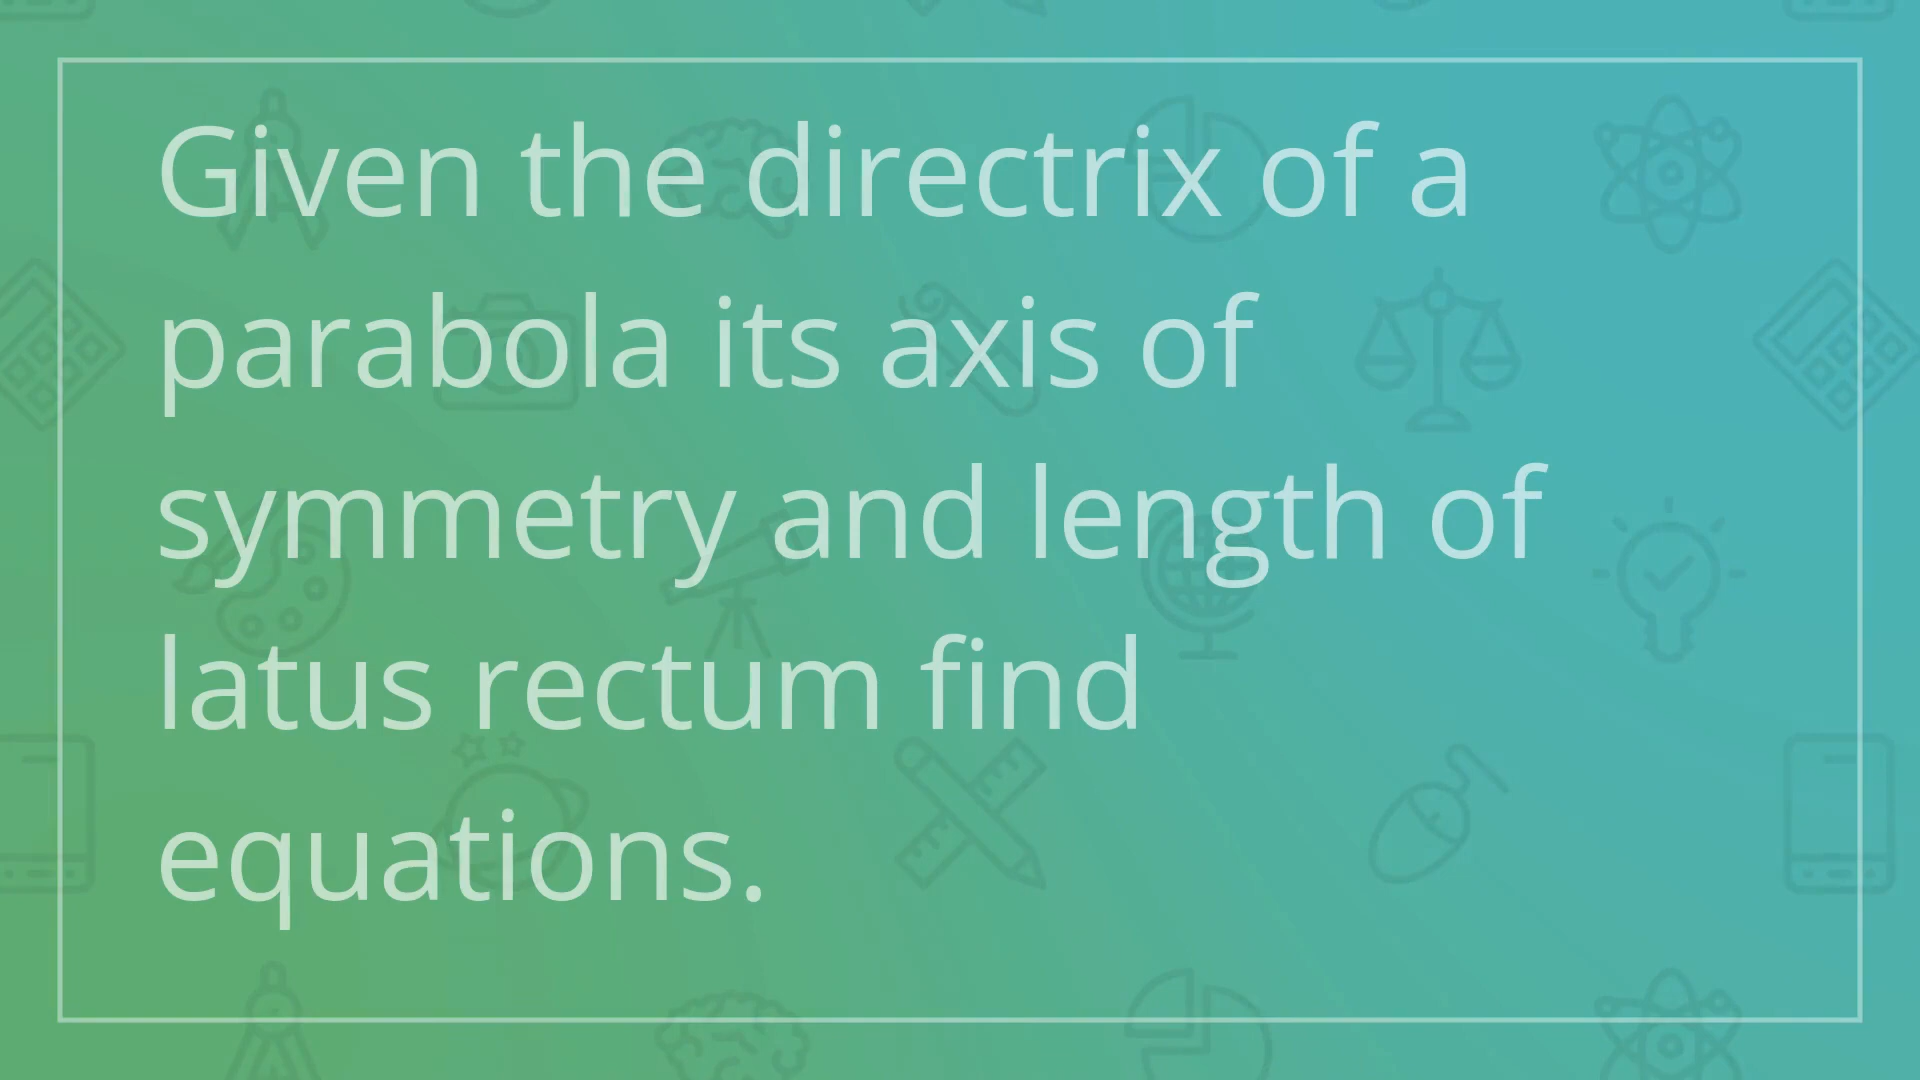 Given the directrix of a
parabola its axis of
symmetry and length of
latus rectum find
equations.